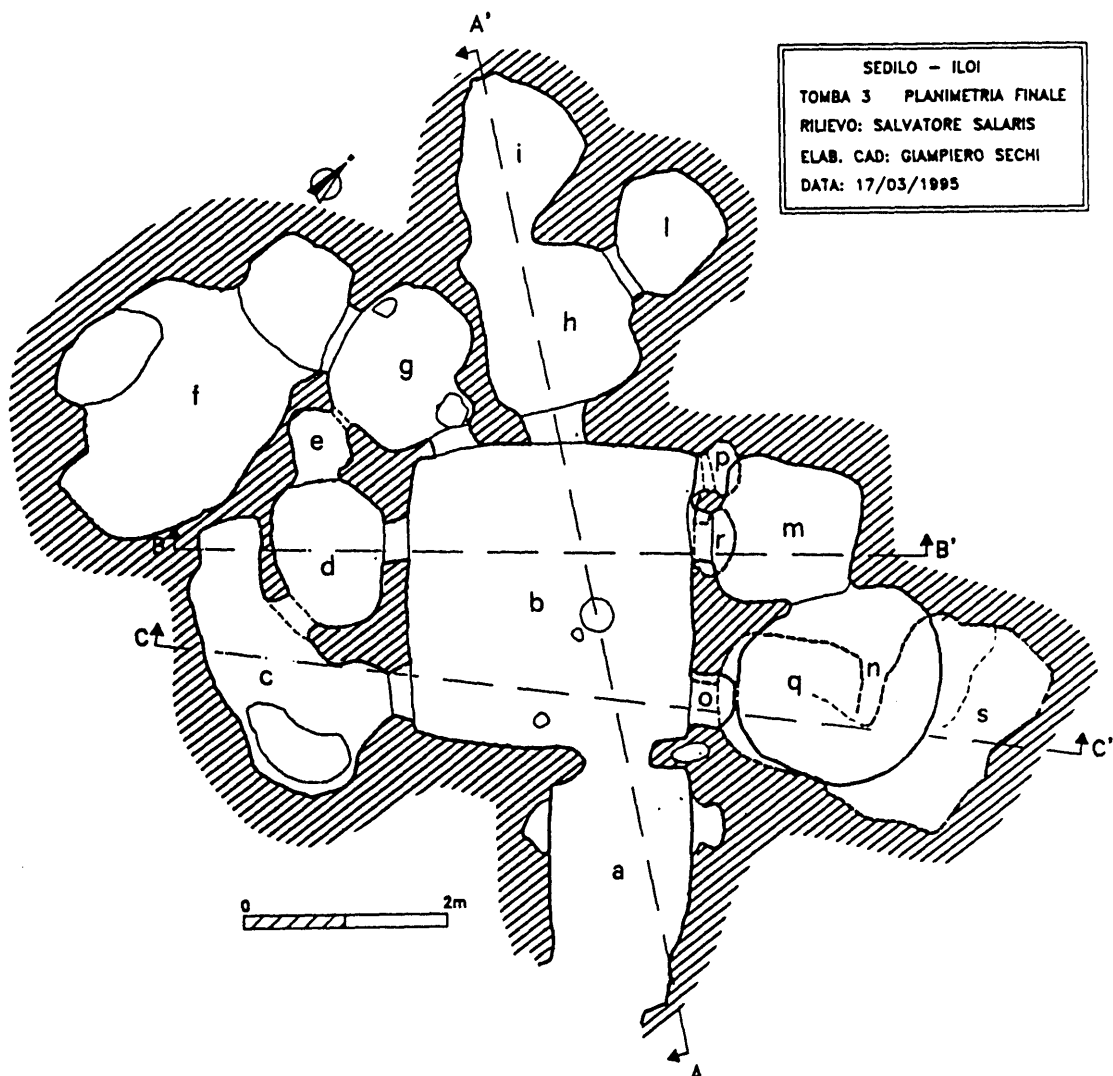 A'
SEDILO – ILOI
TOMBA 3 PLANIMETRIA FINALE
RILIEVO: SALVATORE SALARIS
ELAB. CAD: GIAMPIERO SECHI
DATA: 17/03/1995
i
l
h
g
f
e
p
m
r
B
d
B'
b
C
c
n
q
o
s
C'
a
0
2m
A